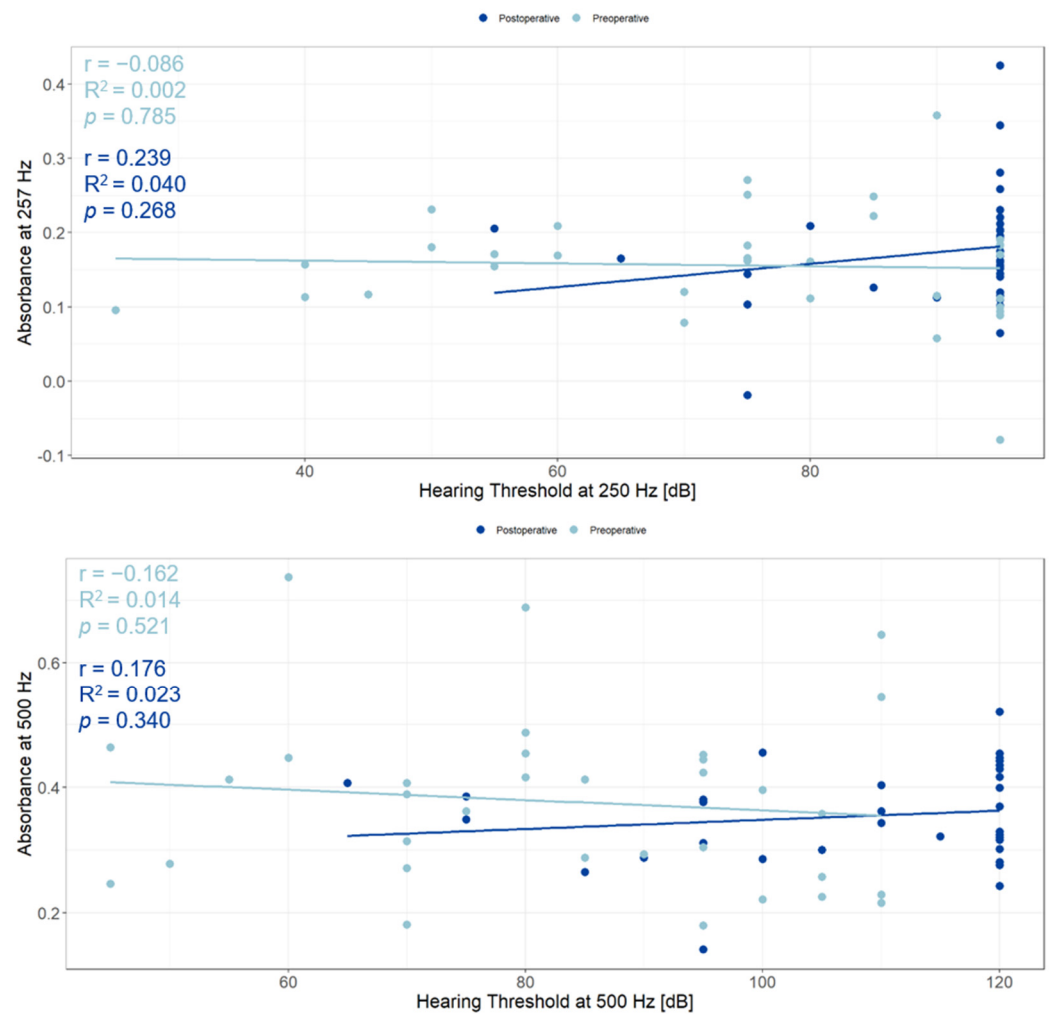 Postoperative Preoperative
r = −0.086
R² = 0.002
p = 0.785
r = 0.239
R² = 0.040
p = 0.268
Absorbance at 257 Hz
0.4
0.3
0.2
0.1
0.0
-0.1
40 60 80
Hearing Threshold at 250 Hz [dB]
Postoperative Preoperative
r = −0.162
R² = 0.014
p = 0.521
r = 0.176
R² = 0.023
p = 0.340
Absorbance at 500 Hz
0.6
0.4
0.2
60 80 100 120
Hearing Threshold at 500 Hz [dB]